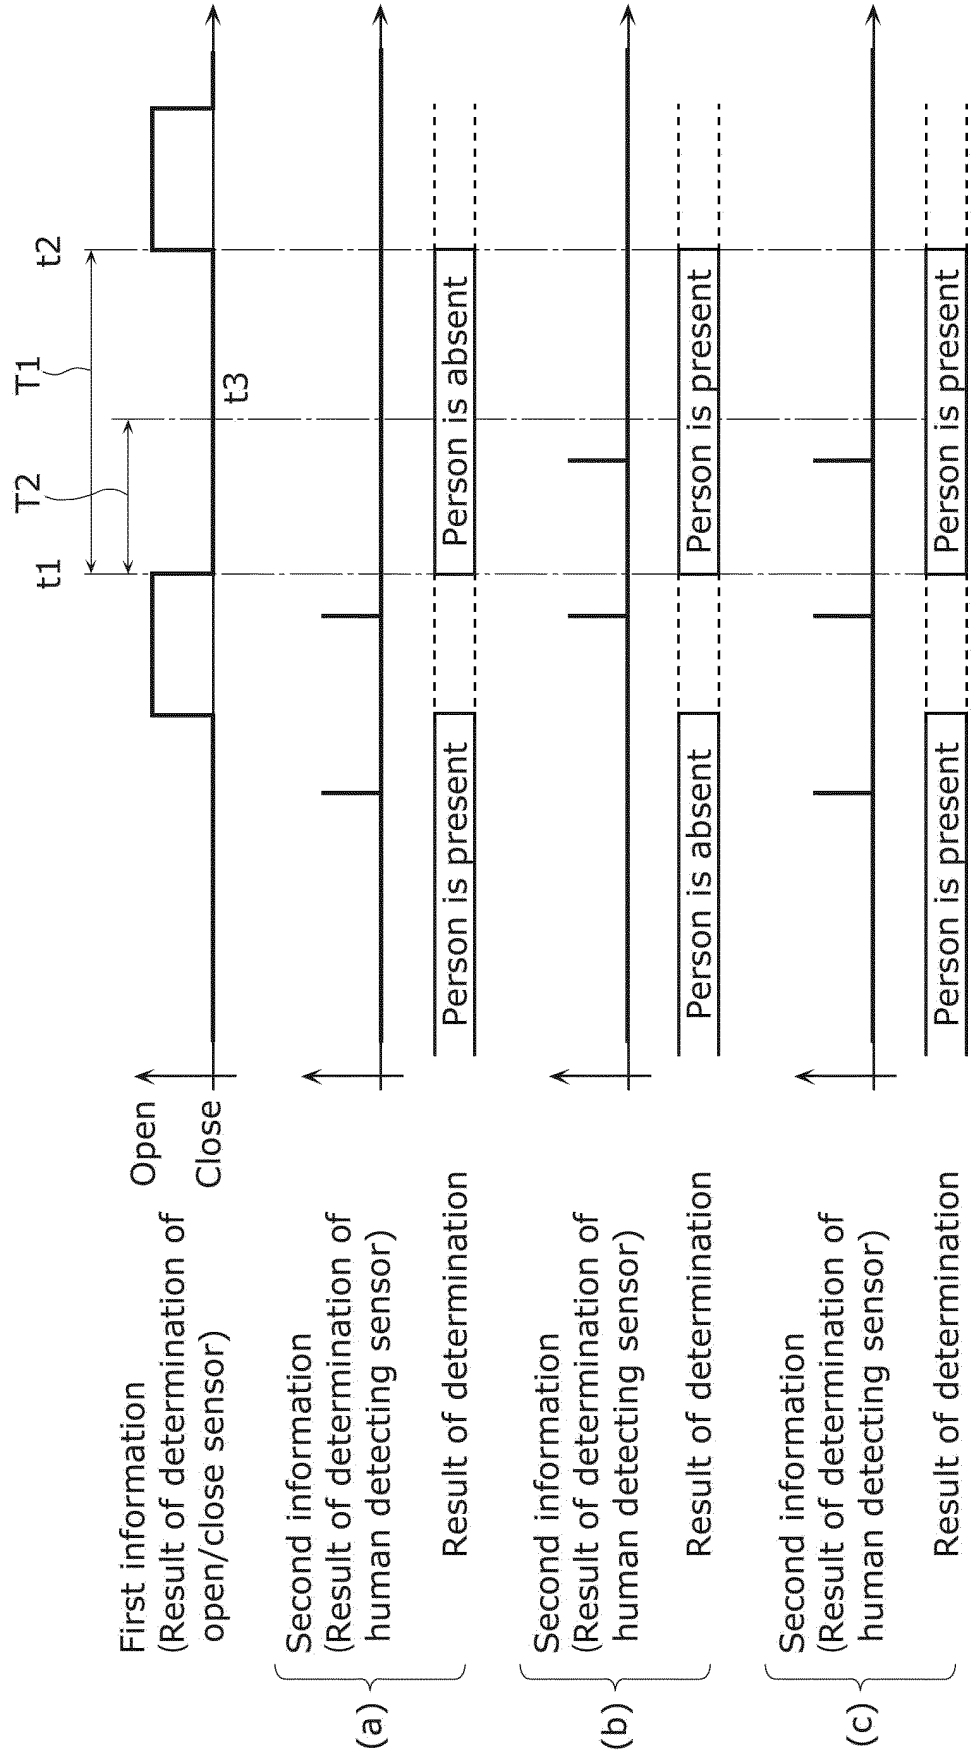 t1
t2
T1
T2
t3
First information
(Result of determination of
open/close sensor)
Open
Close
(a)
Second information
(Result of determination of
human detecting sensor)
Result of determination
Person is present
Person is absent
(b)
Second information
(Result of determination of
human detecting sensor)
Result of determination
Person is absent
Person is present
(c)
Second information
(Result of determination of
human detecting sensor)
Result of determination
Person is present
Person is present